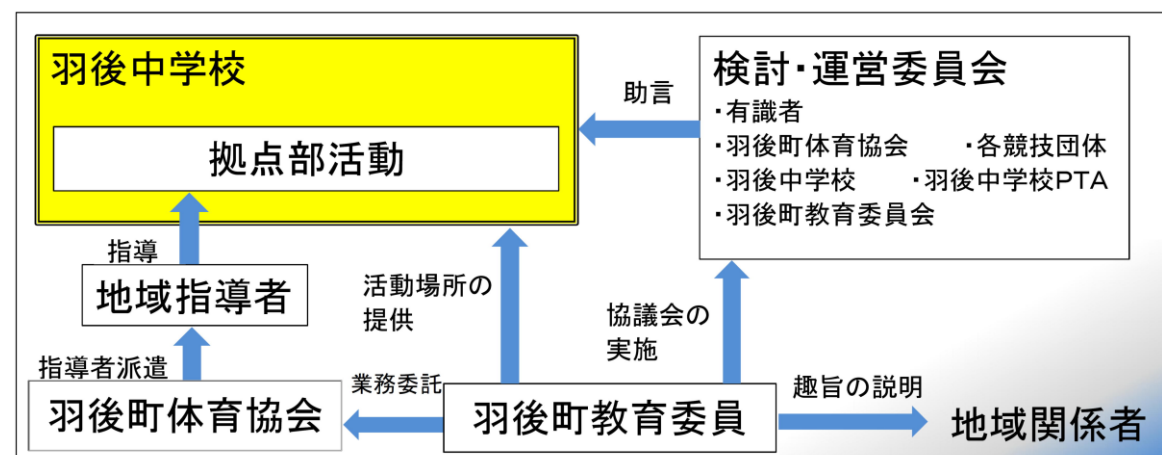 羽後中学校
拠点部活動
検討・運営委員会
・有識者
・羽後町体育協会　・各競技団体
・羽後中学校　・羽後中学校PTA
・羽後町教育委員会
助言
指導
地域指導者
活動場所の
提供
協議会の
実施
指導者派遣
業務委託
趣旨の説明
羽後町体育協会
羽後町教育委員
地域関係者